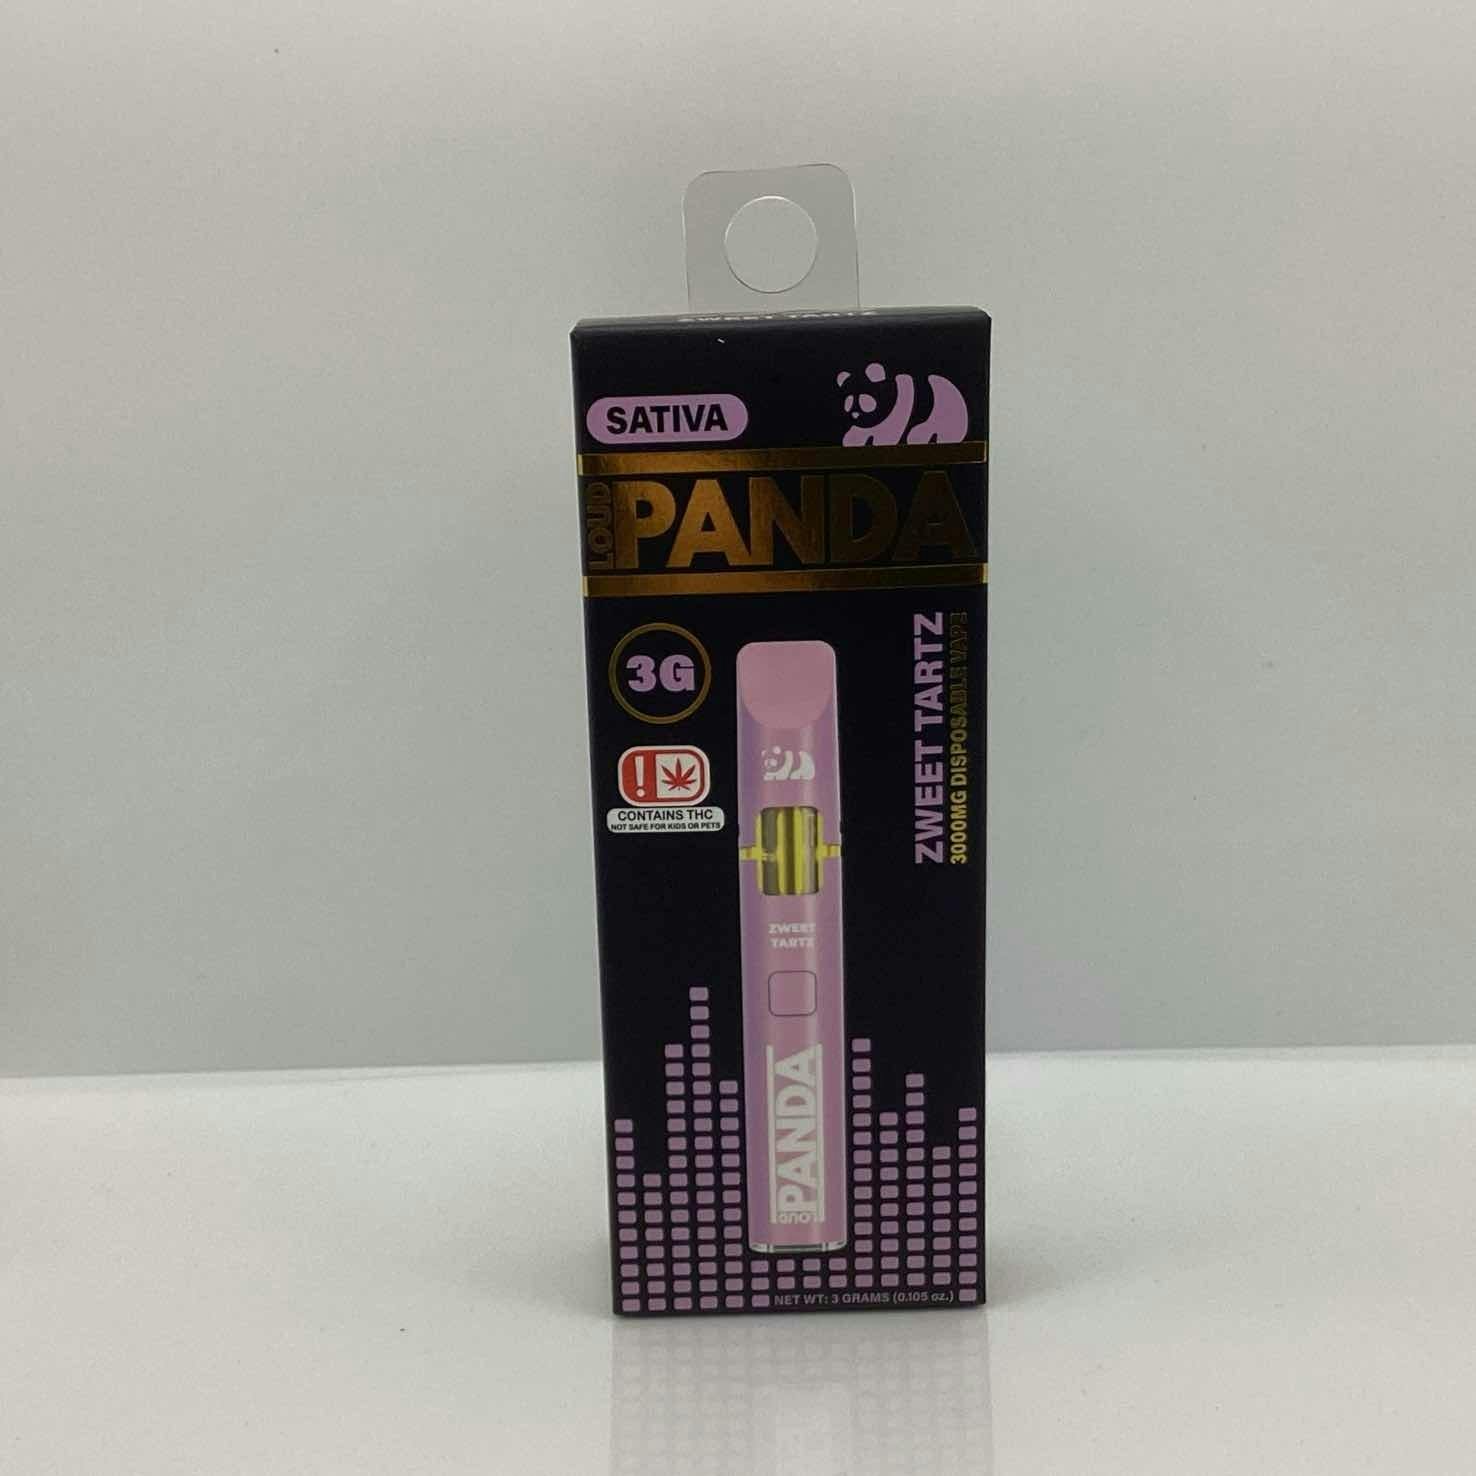 ZWEET TARTZ
SATIVA
LOUD
PANDA
3G
ZWEET TARTZ
3000MG DISPOSABLE VAPE
!
CONTAINS THC
NOT SAFE FOR KIDS OR PETS
ZWEET
TARTZ
LOUD
PANDA
NET WT: 3 GRAMS (0.105 oz.)